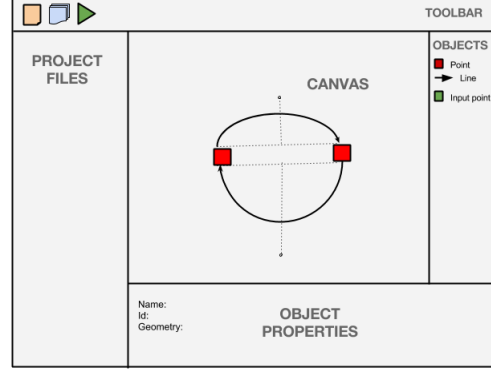 TOOLBAR
PROJECT
FILES
CANVAS
OBJECTS
Point
Line
Input point
Name:
Id:
Geometry:
OBJECT
PROPERTIES